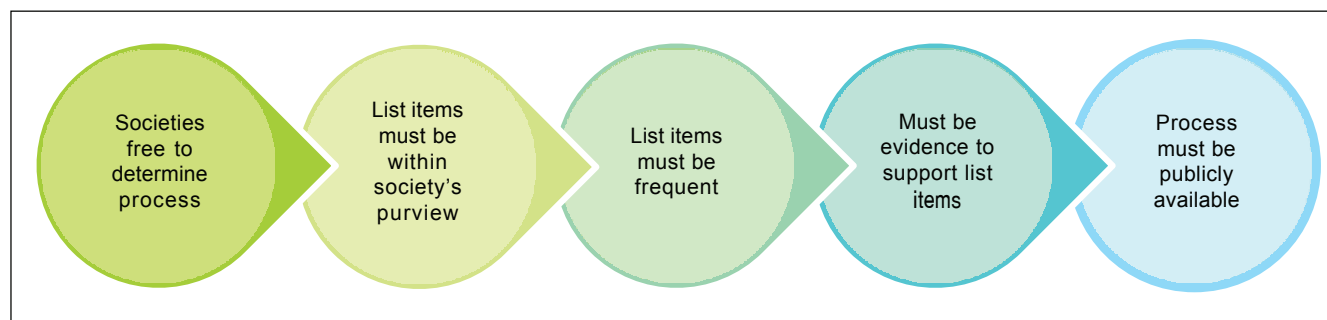 Societies
free to
determine
process
List items
must be
within
society's
purview
List items
must be
frequent
Must be
evidence to
support list
items
Process
must be
publicly
available